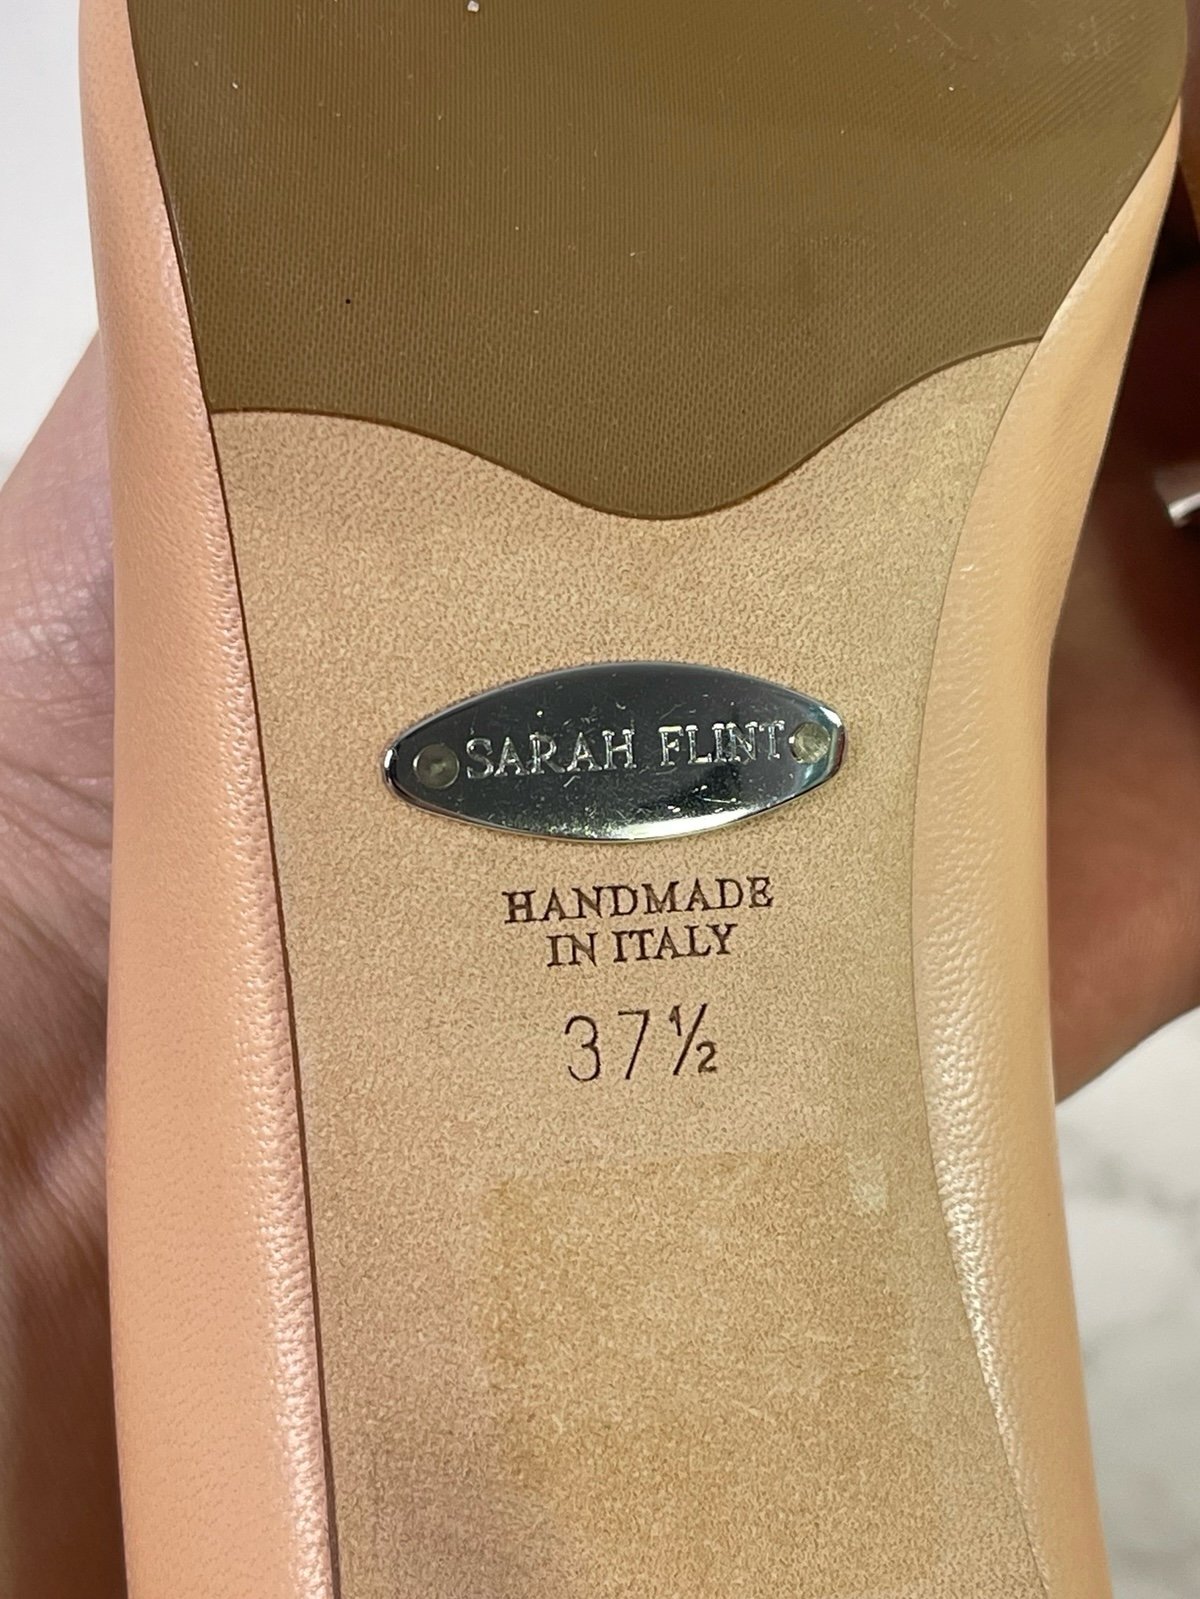 SARAH FLINT
HANDMADE
IN ITALY
37½